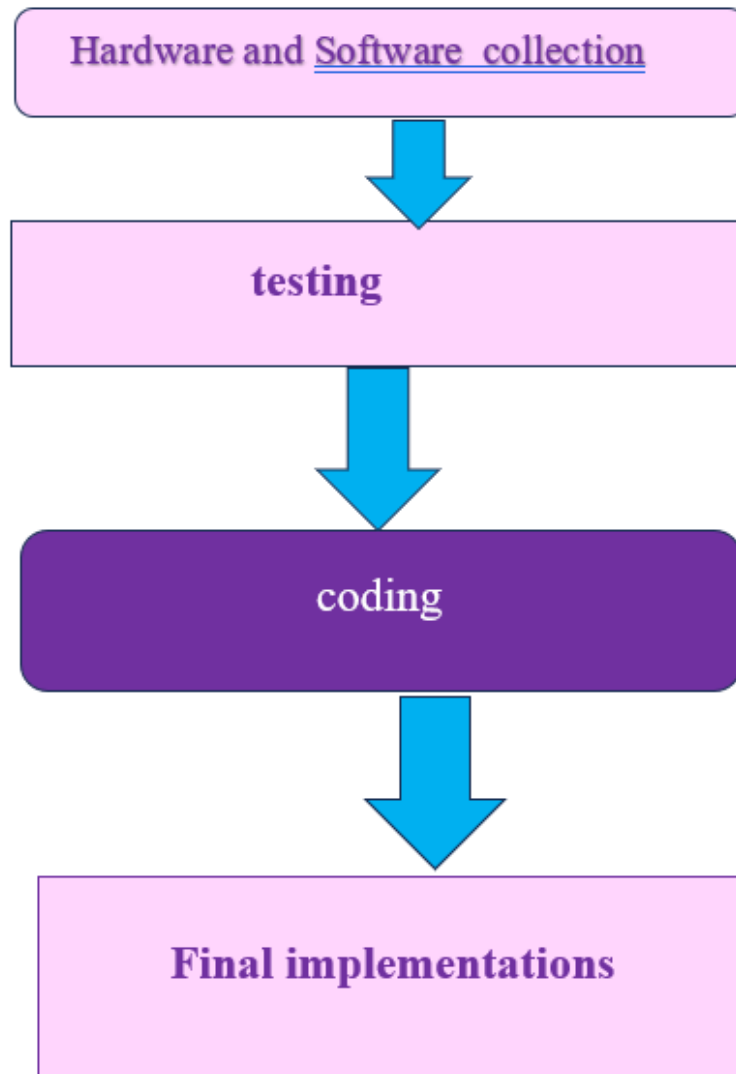 Hardware and Software  collection
testing
coding
Final implementations